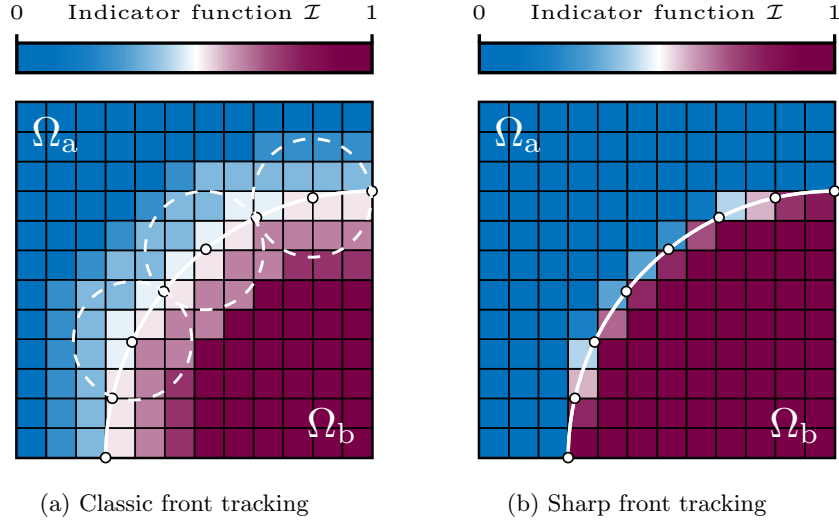 0 Indicator function 𝓘 1
0 Indicator function 𝓘 1
Ωa
Ωb
Ωa
Ωb
(a) Classic front tracking
(b) Sharp front tracking